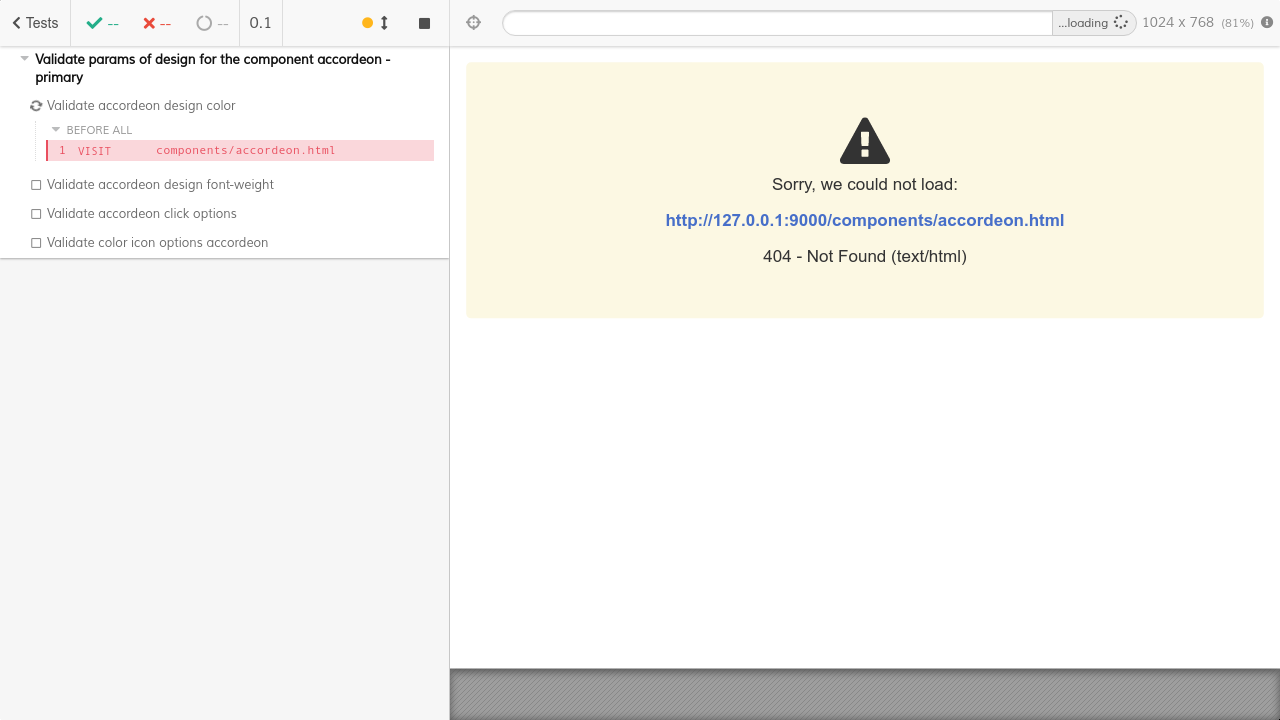 Tests -- -- -- 0.1
...loading 1024 x 768 (81%)
Validate params of design for the component accordeon -
primary
Validate accordeon design color
BEFORE ALL
1 VISIT components/accordeon.html
Validate accordeon design font-weight
Validate accordeon click options
Validate color icon options accordeon
Sorry, we could not load:
http://127.0.0.1:9000/components/accordeon.html
404 - Not Found (text/html)